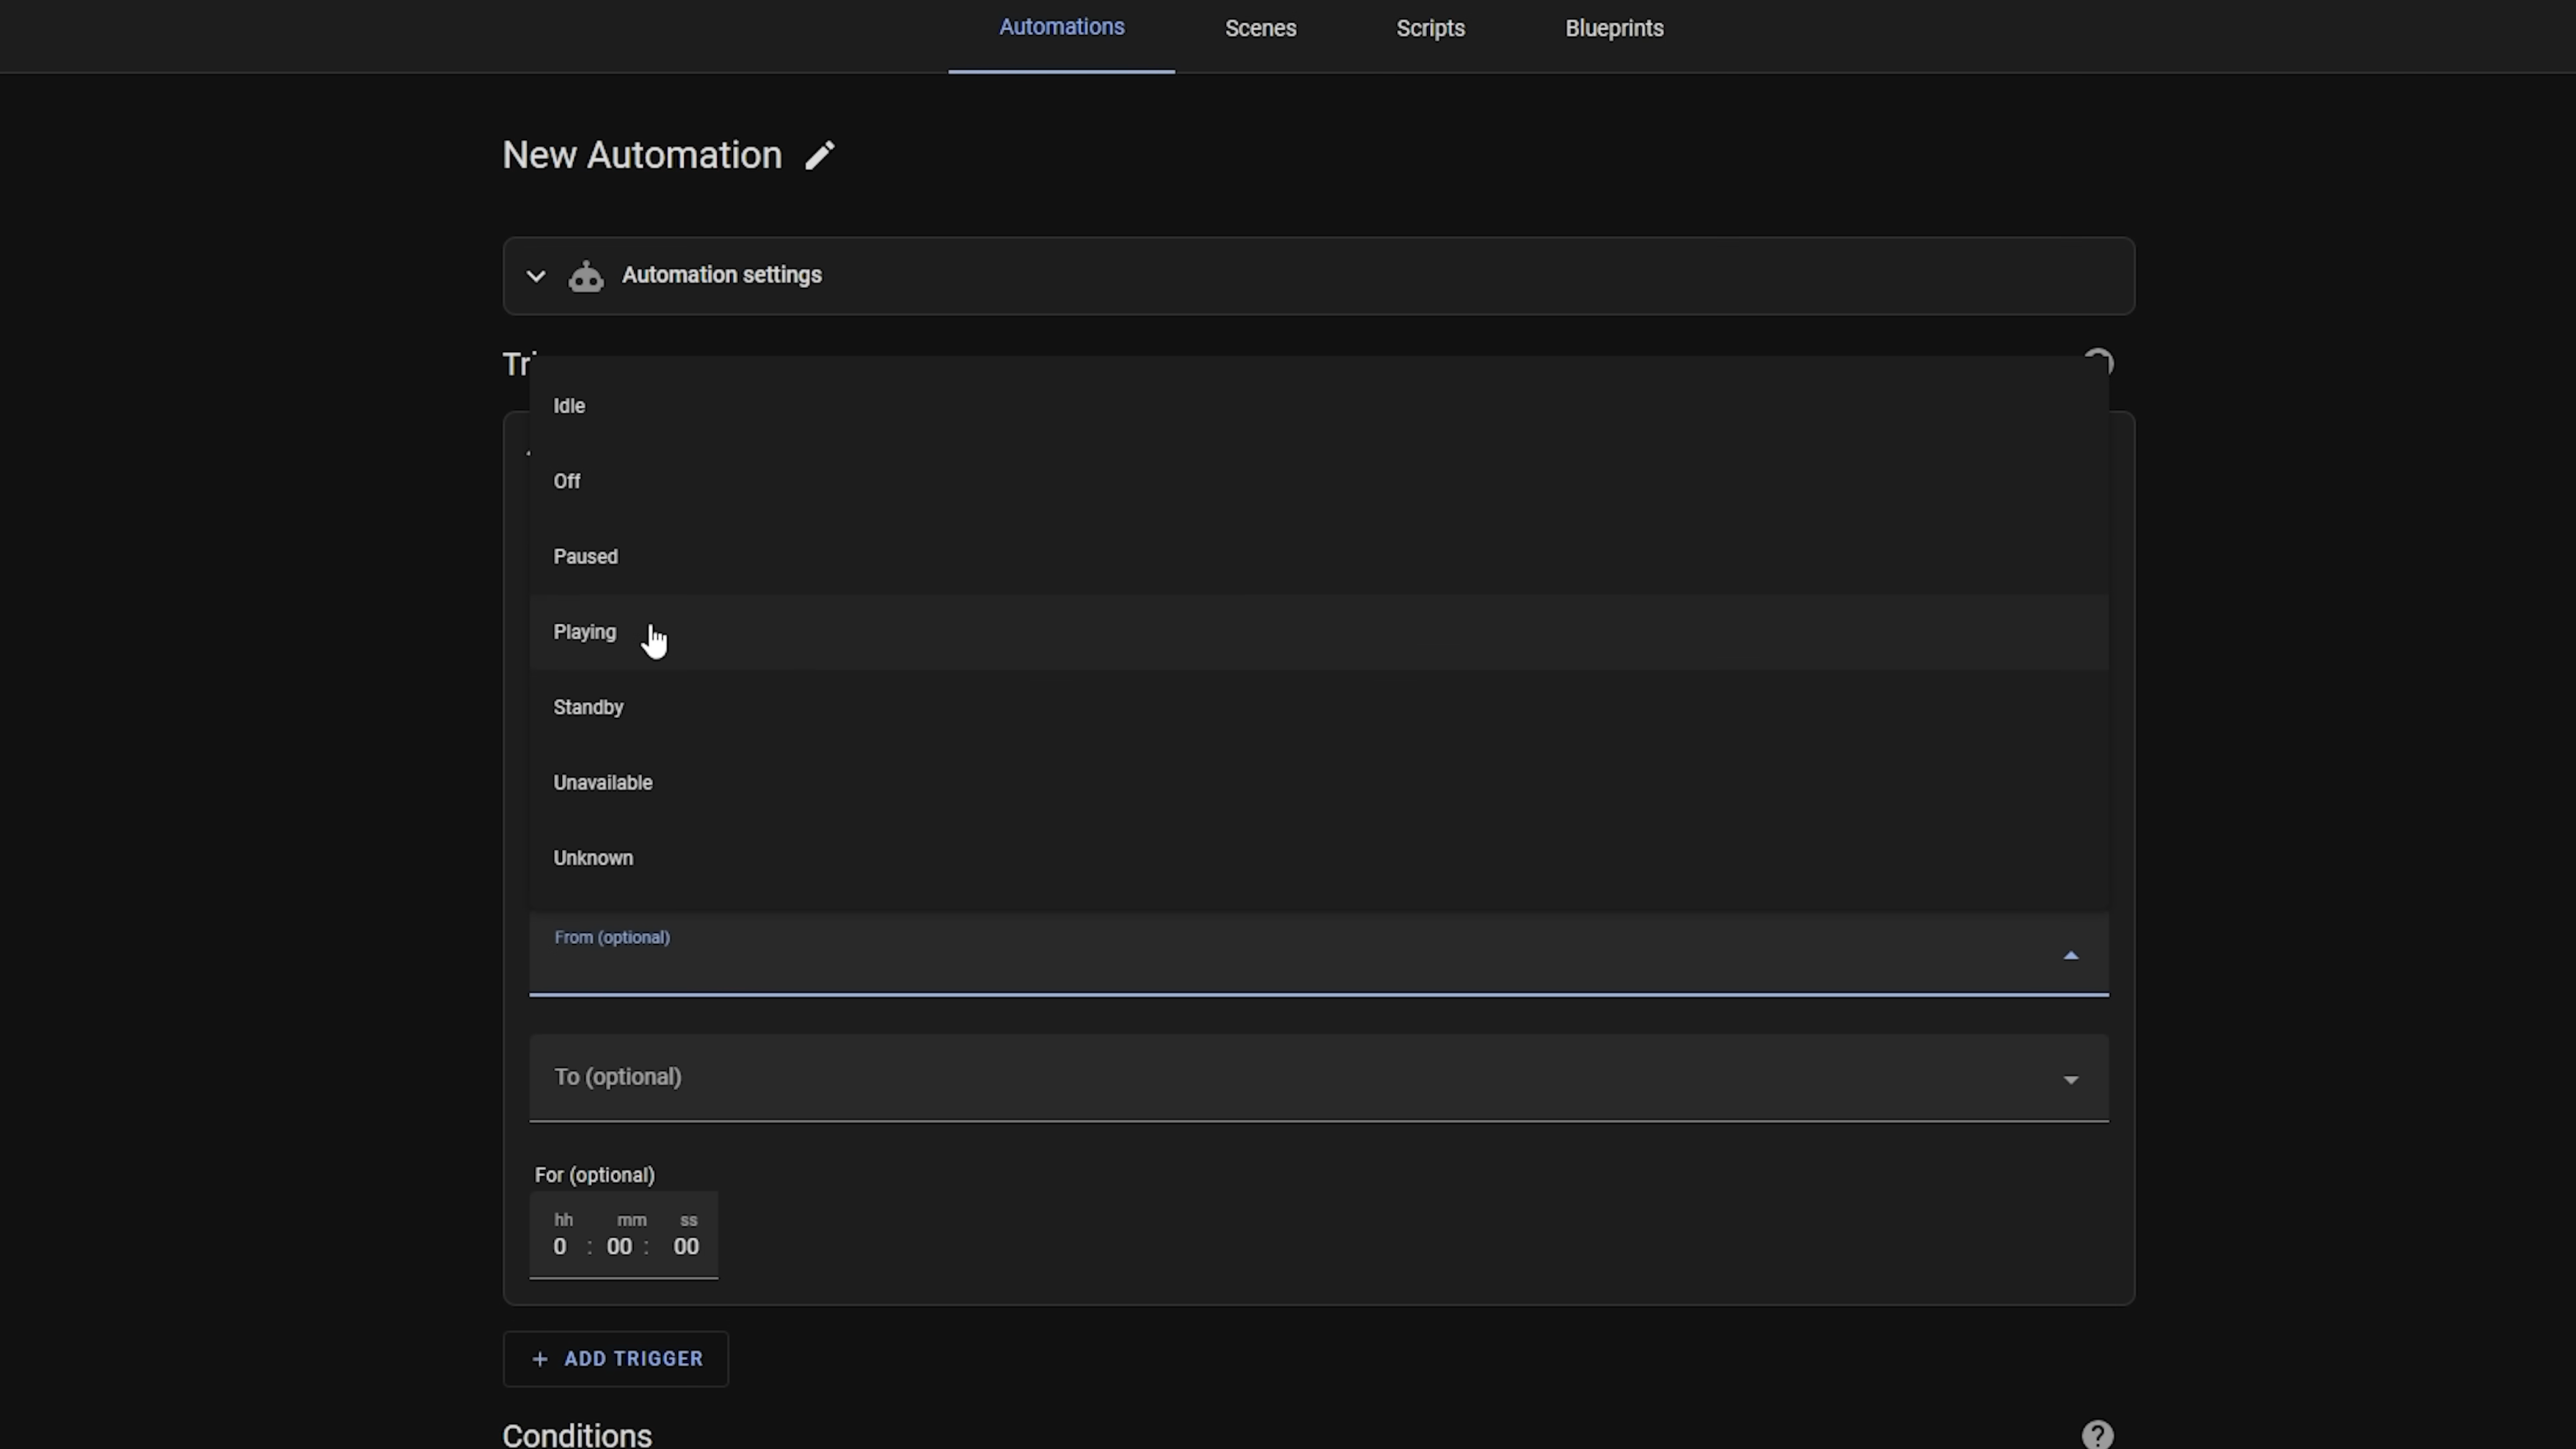 Automations Scenes Scripts Blueprints
New Automation
Automation settings
Idle
Off
Paused
Playing
Standby
Unavailable
Unknown
From (optional)
To (optional)
For (optional)
hh mm ss
0 : 00 : 00
+ ADD TRIGGER
Conditions